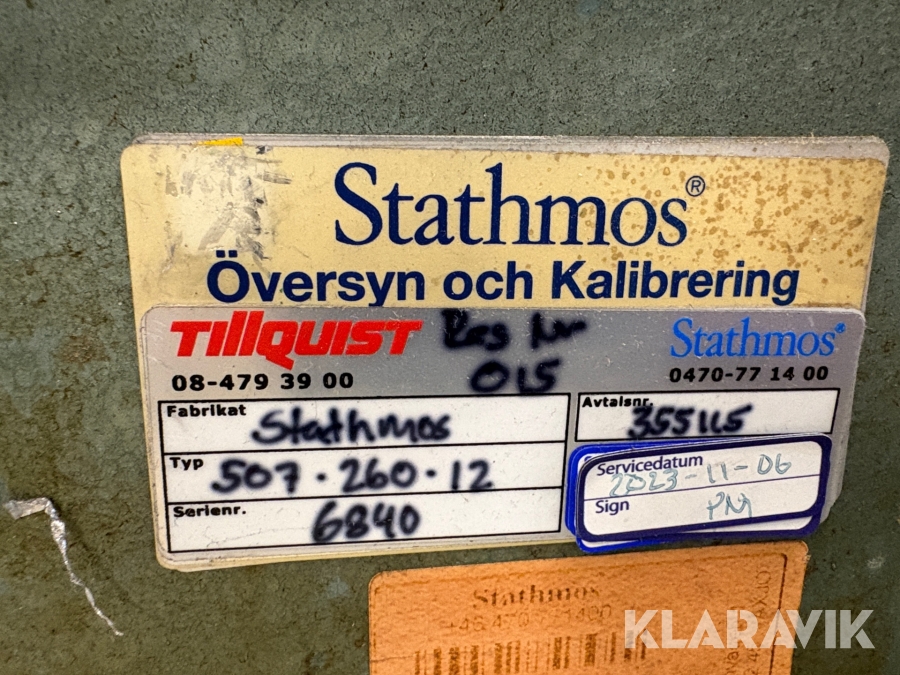 Stathmos®
Översyn och Kalibrering
TILLQUIST Reg Nr Stathmos®
08-479 39 00 015 0470-77 14 00
Fabrikat Stathmos
Avtalsnr. 355115
Typ 507·260·12
Servicedatum 2023-11-06
Serienr. 6840
Sign PM
Stathmos
KLARAVIK